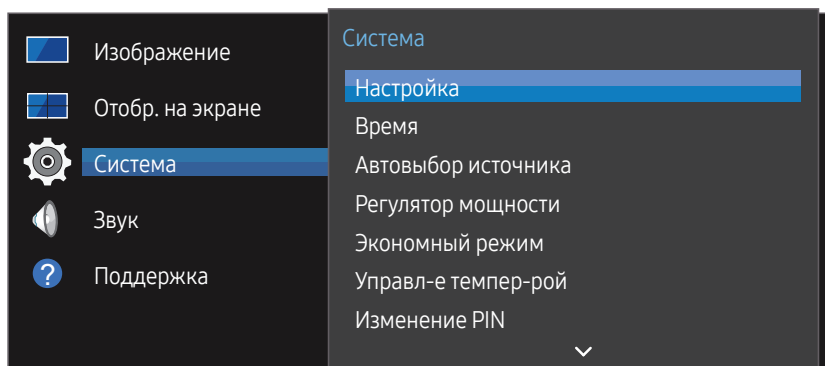 Изображение
Отобр. на экране
Система
Звук
?
Поддержка
Система
Настройка
Время
Автовыбор источника
Регулятор мощности
Экономный режим
Управл-е темпер-рой
Изменение PIN